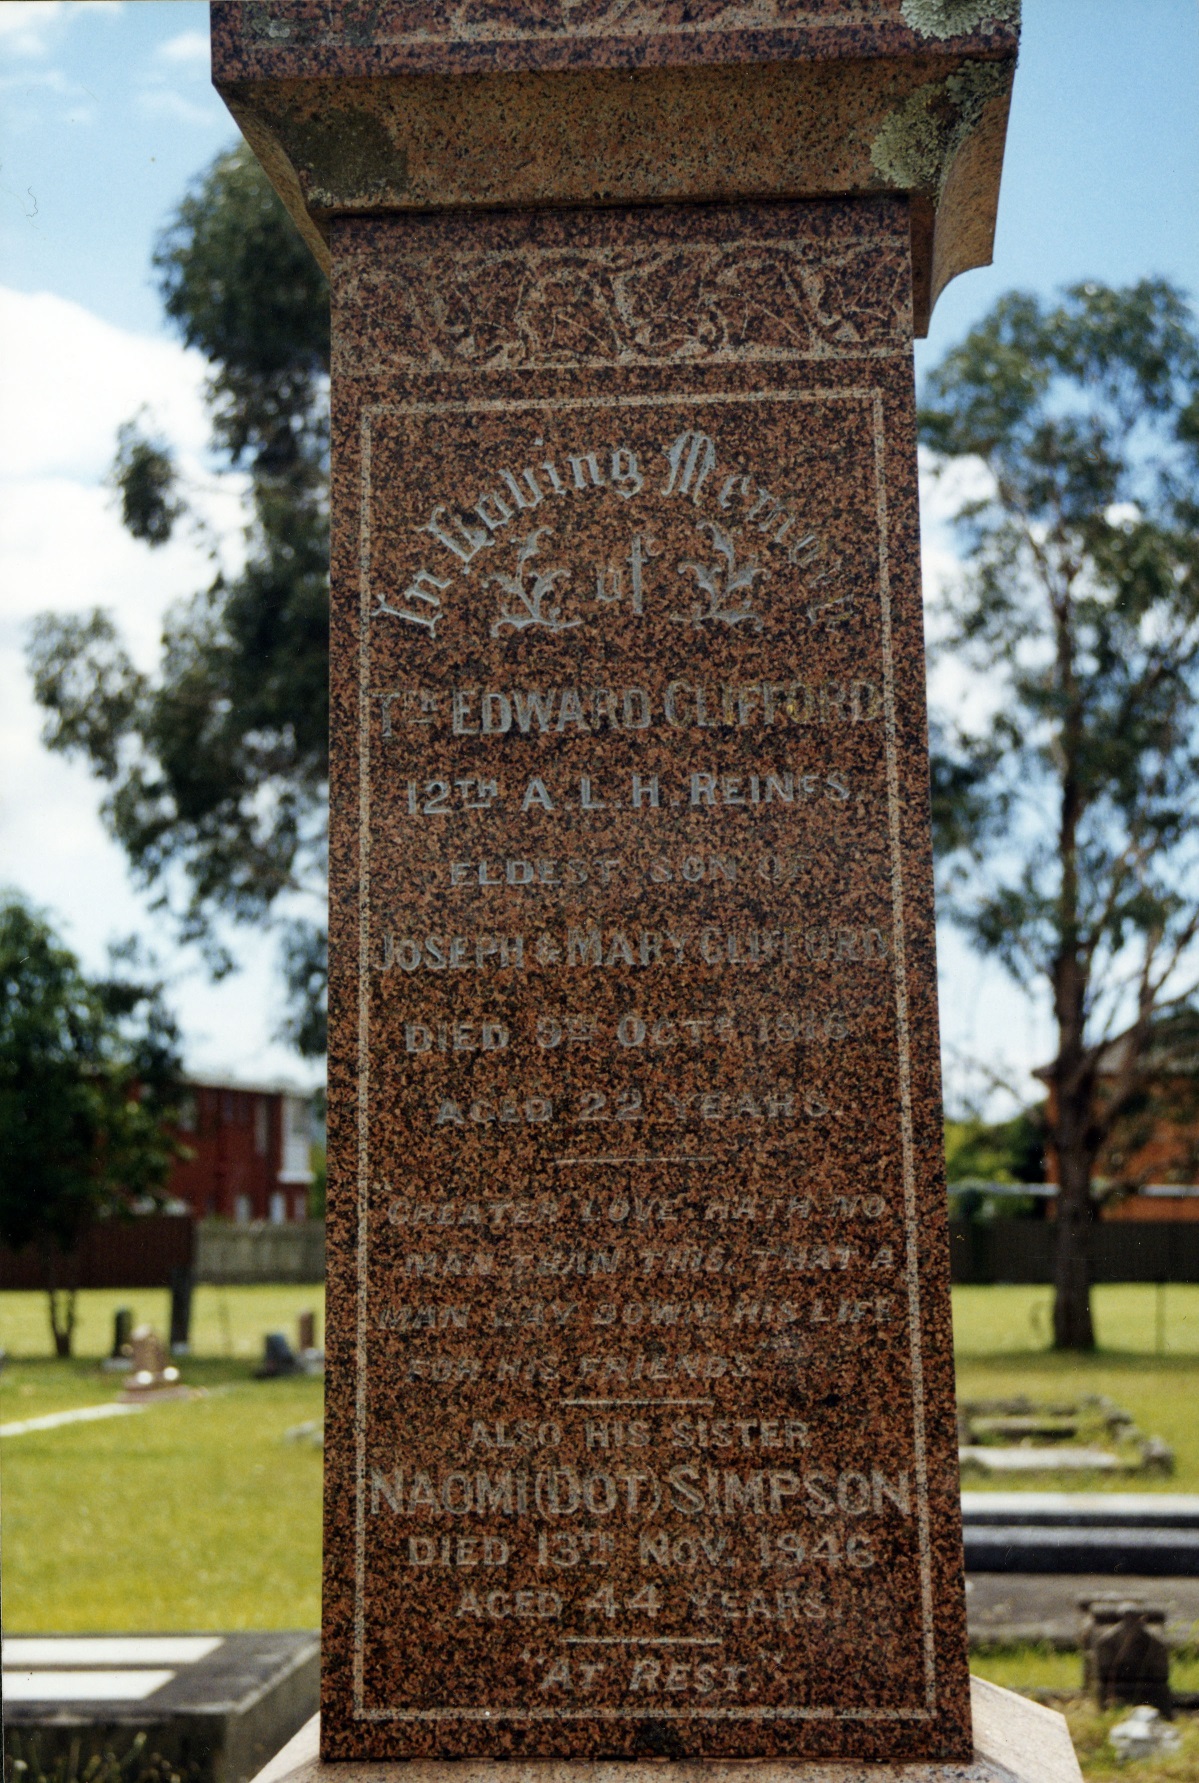 In Loving Memory
of
Tpr EDWARD CLIFFORD
12TH A.L.H. REINFS
ELDEST SON OF
JOSEPH & MARY CLIFFORD
DIED 9TH OCTR 1916
AGED 22 YEARS.
GREATER LOVE HATH NO
MAN THAN THIS, THAT A
MAN LAY DOWN HIS LIFE
FOR HIS FRIENDS
ALSO HIS SISTER
NAOMI (DOT) SIMPSON
DIED 13TH NOV. 1946
AGED 44 YEARS.
"AT REST."